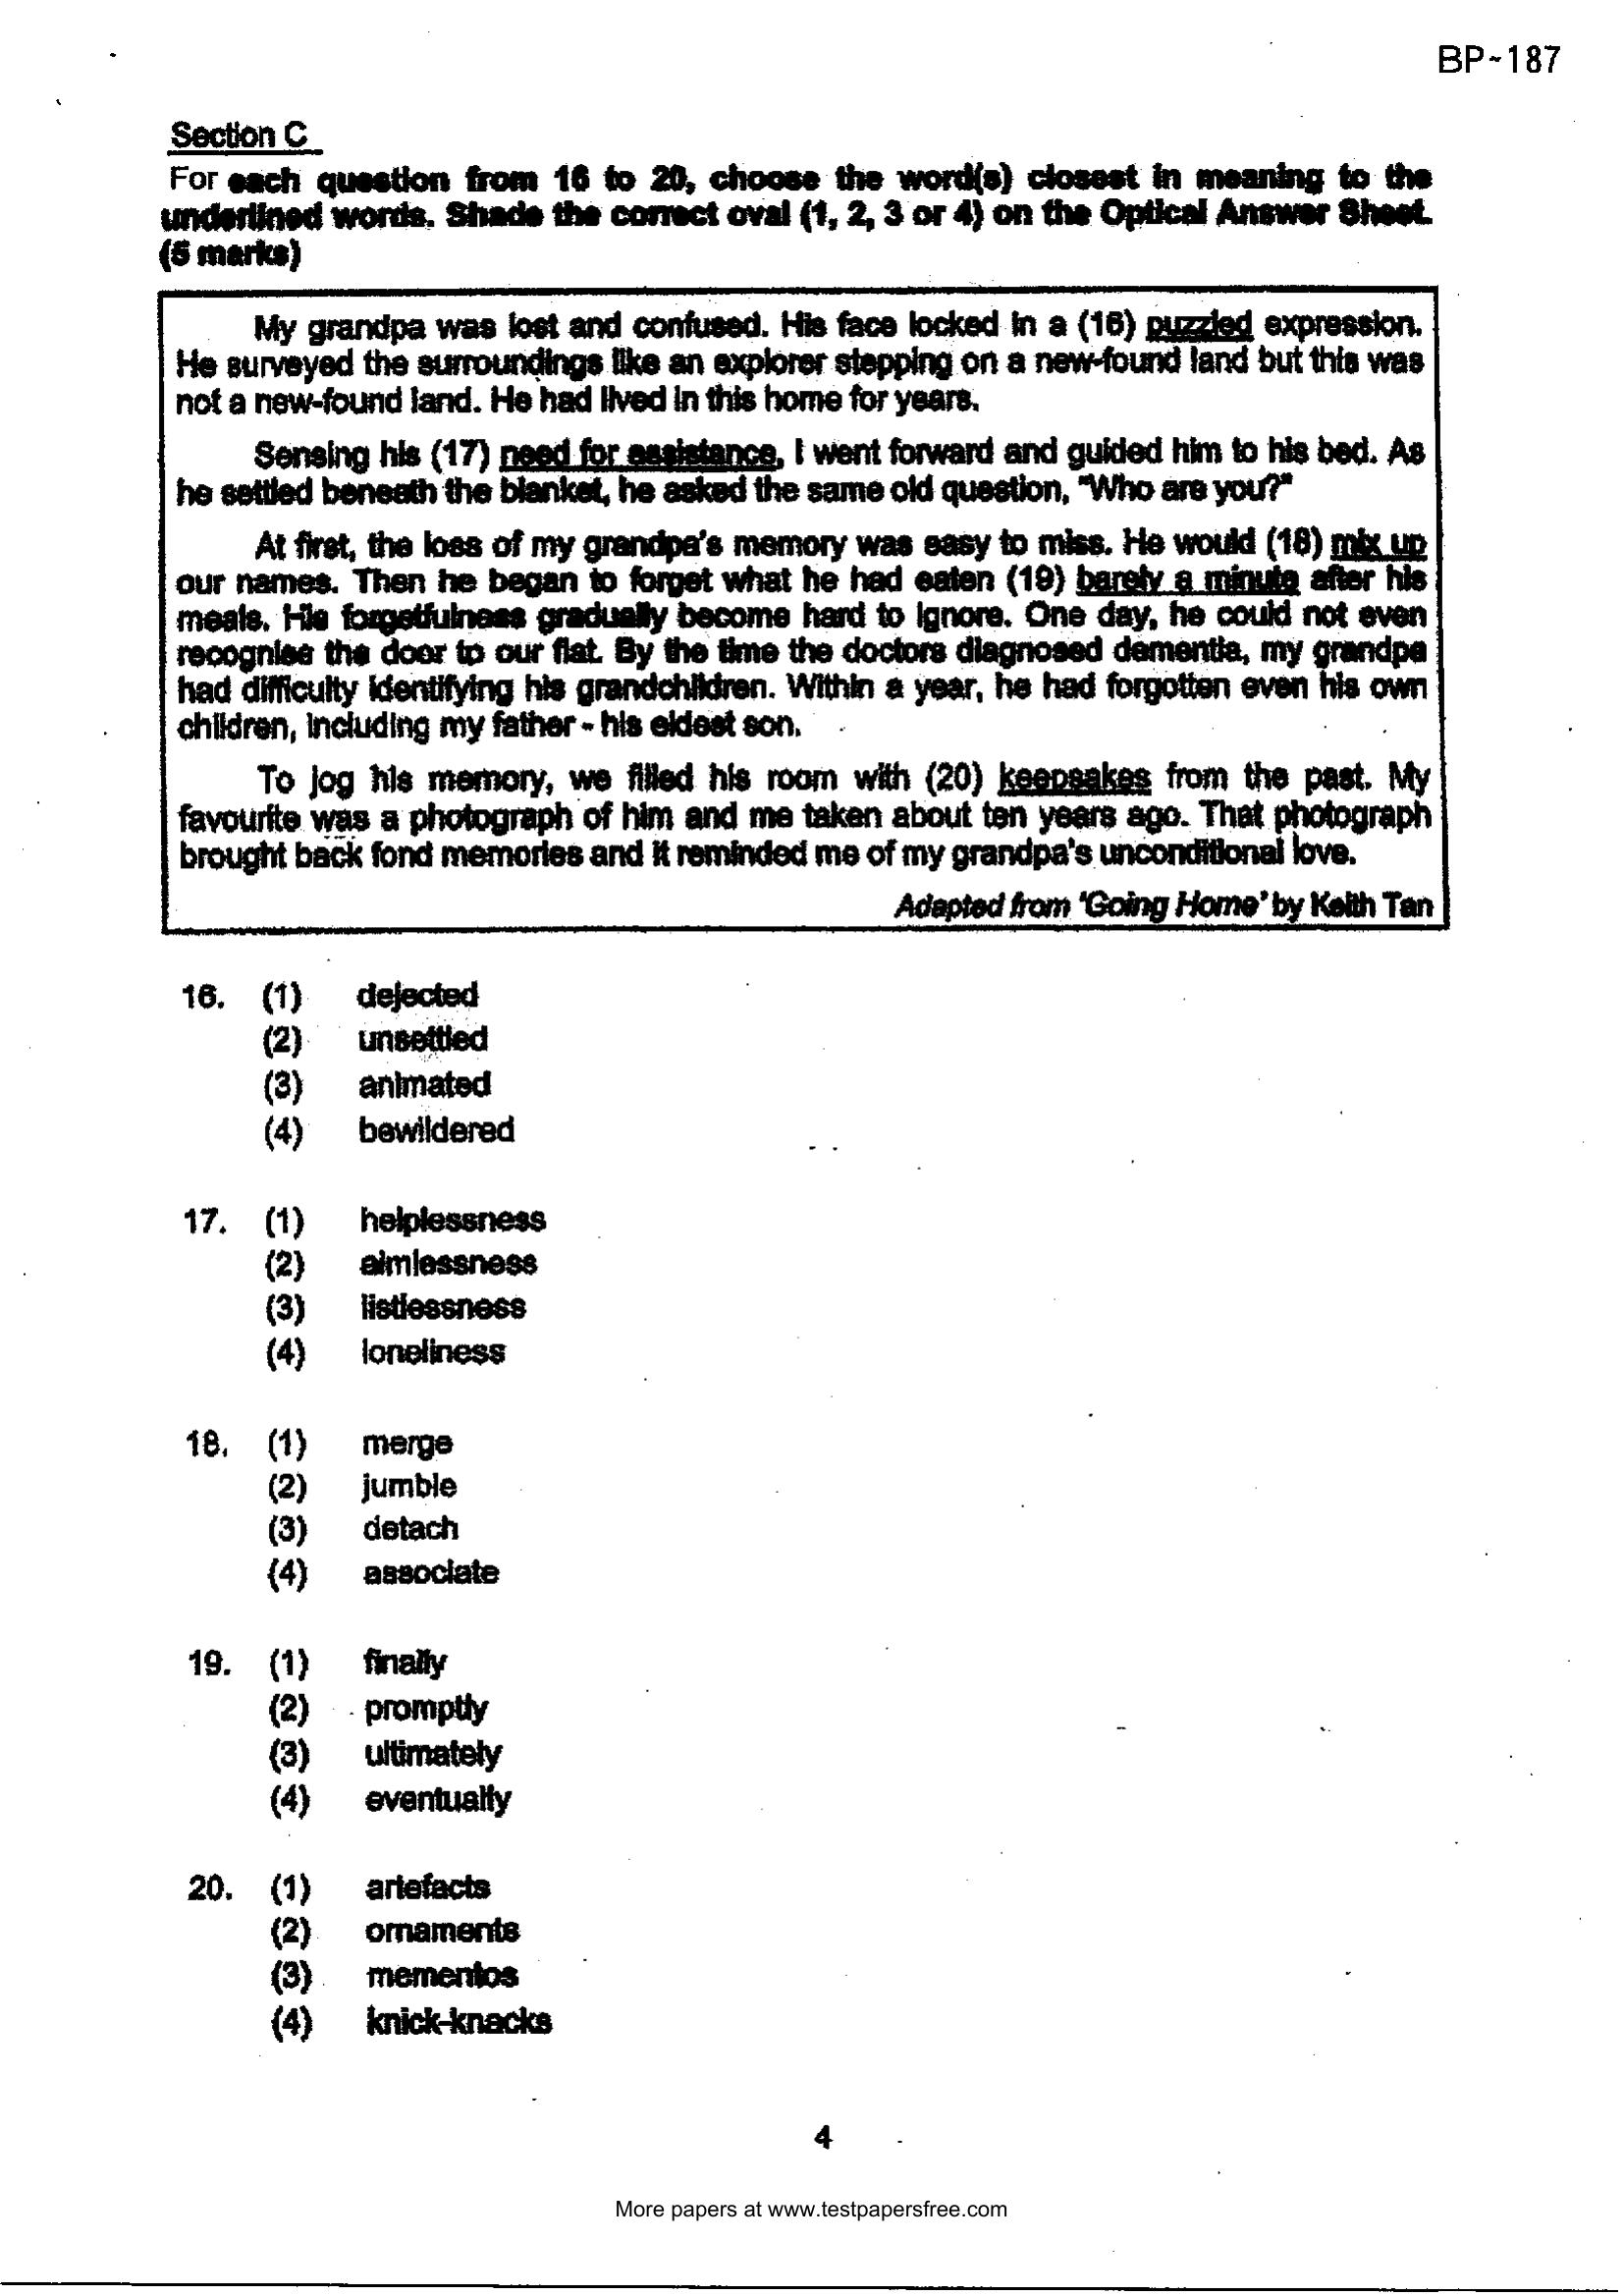 BP~187
Section C
For each question from 16 to 20, choose the word(s) closest in meaning to the
underlined words. Shade the correct oval (1, 2, 3 or 4) on the Optical Answer Sheet.
(5 marks)
My grandpa was lost and confused. His face locked in a (16) puzzled expression.
He surveyed the surroundings like an explorer stepping on a new-found land but this was
not a new-found land. He had lived in this home for years.
Sensing his (17) need for assistance, I went forward and guided him to his bed. As
he settled beneath the blanket, he asked the same old question, "Who are you?"
At first, the loss of my grandpa's memory was easy to miss. He would (18) mix up
our names. Then he began to forget what he had eaten (19) barely a minute after his
meals. His forgetfulness gradually become hard to ignore. One day, he could not even
recognise the door to our flat. By the time the doctors diagnosed dementia, my grandpa
had difficulty identifying his grandchildren. Within a year, he had forgotten even his own
children, including my father - his eldest son.
To jog his memory, we filled his room with (20) keepsakes from the past. My
favourite was a photograph of him and me taken about ten years ago. That photograph
brought back fond memories and it reminded me of my grandpa's unconditional love.
Adapted from 'Going Home' by Keith Tan
16. (1) dejected
(2) unsettled
(3) animated
(4) bewildered
17. (1) helplessness
(2) aimlessness
(3) listlessness
(4) loneliness
18. (1) merge
(2) jumble
(3) detach
(4) associate
19. (1) finally
(2) promptly
(3) ultimately
(4) eventually
20. (1) artefacts
(2) ornaments
(3) mementos
(4) knick-knacks
4
More papers at www.testpapersfree.com